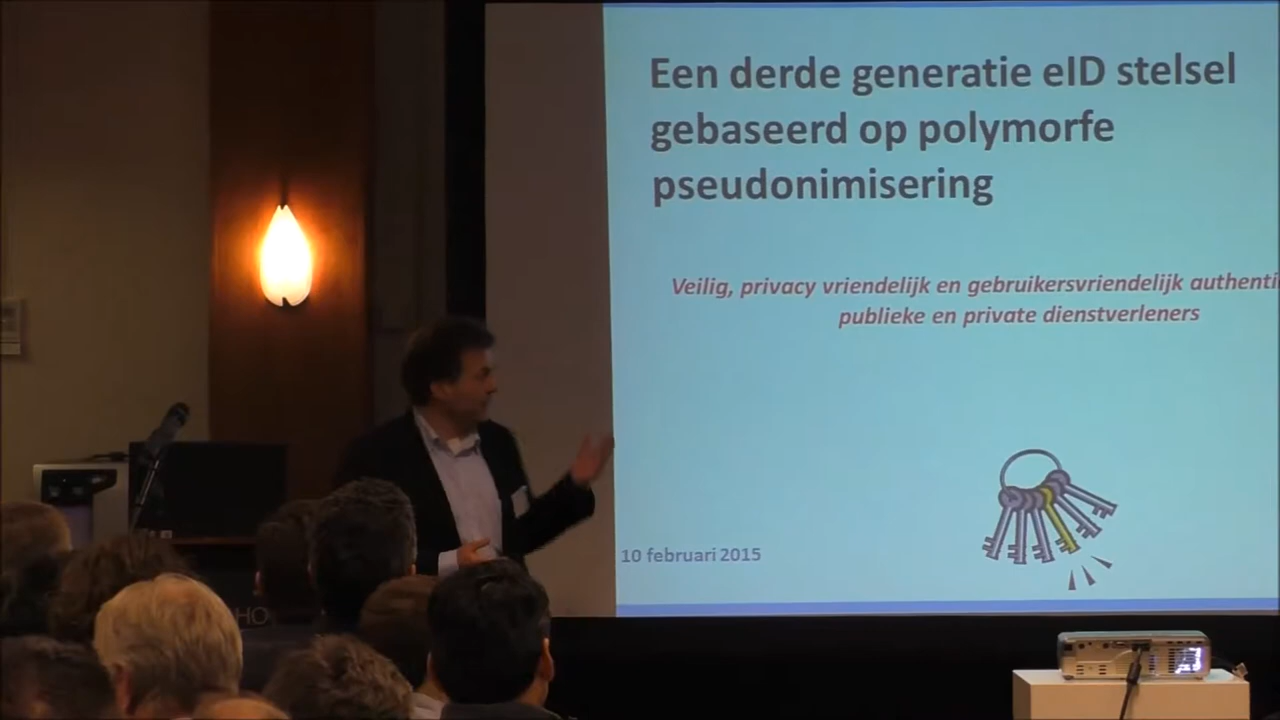 Een derde generatie eID stelsel
gebaseerd op polymorfe
pseudonimisering
Veilig, privacy vriendelijk en gebruikersvriendelijk
publieke en private dienstverleners
10 februari 2015